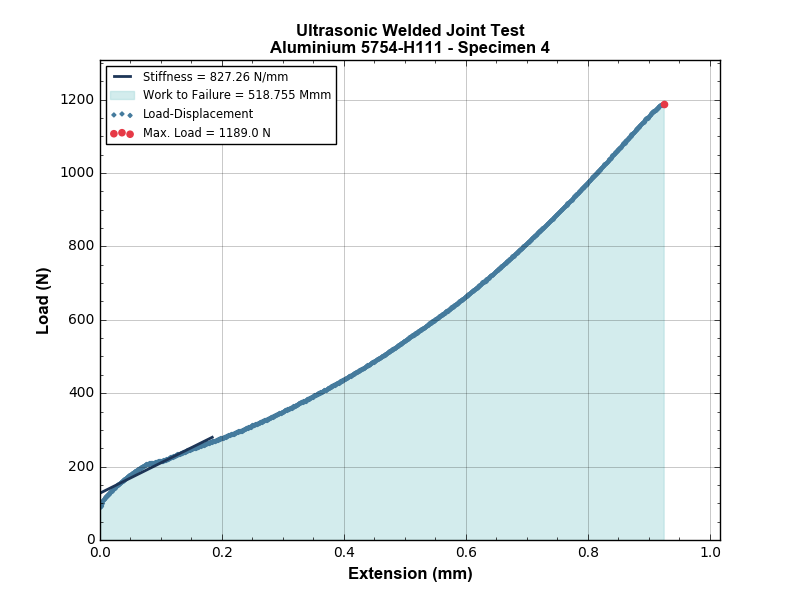 Ultrasonic Welded Joint Test
Aluminium 5754-H111 - Specimen 4
Stiffness = 827.26 N/mm
Work to Failure = 518.755 Mmm
Load-Displacement
Max. Load = 1189.0 N
1200
1000
800
600
400
200
0
Load (N)
0.0 0.2 0.4 0.6 0.8 1.0
Extension (mm)